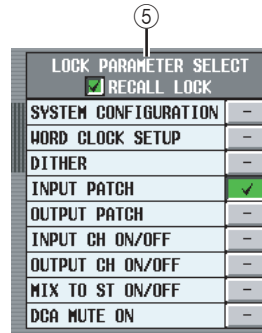 5
LOCK PARAMETER SELECT
RECALL LOCK
SYSTEM CONFIGURATION -
WORD CLOCK SETUP -
DITHER -
INPUT PATCH ✓
OUTPUT PATCH -
INPUT CH ON/OFF -
OUTPUT CH ON/OFF -
MIX TO ST ON/OFF -
DCA MUTE ON -